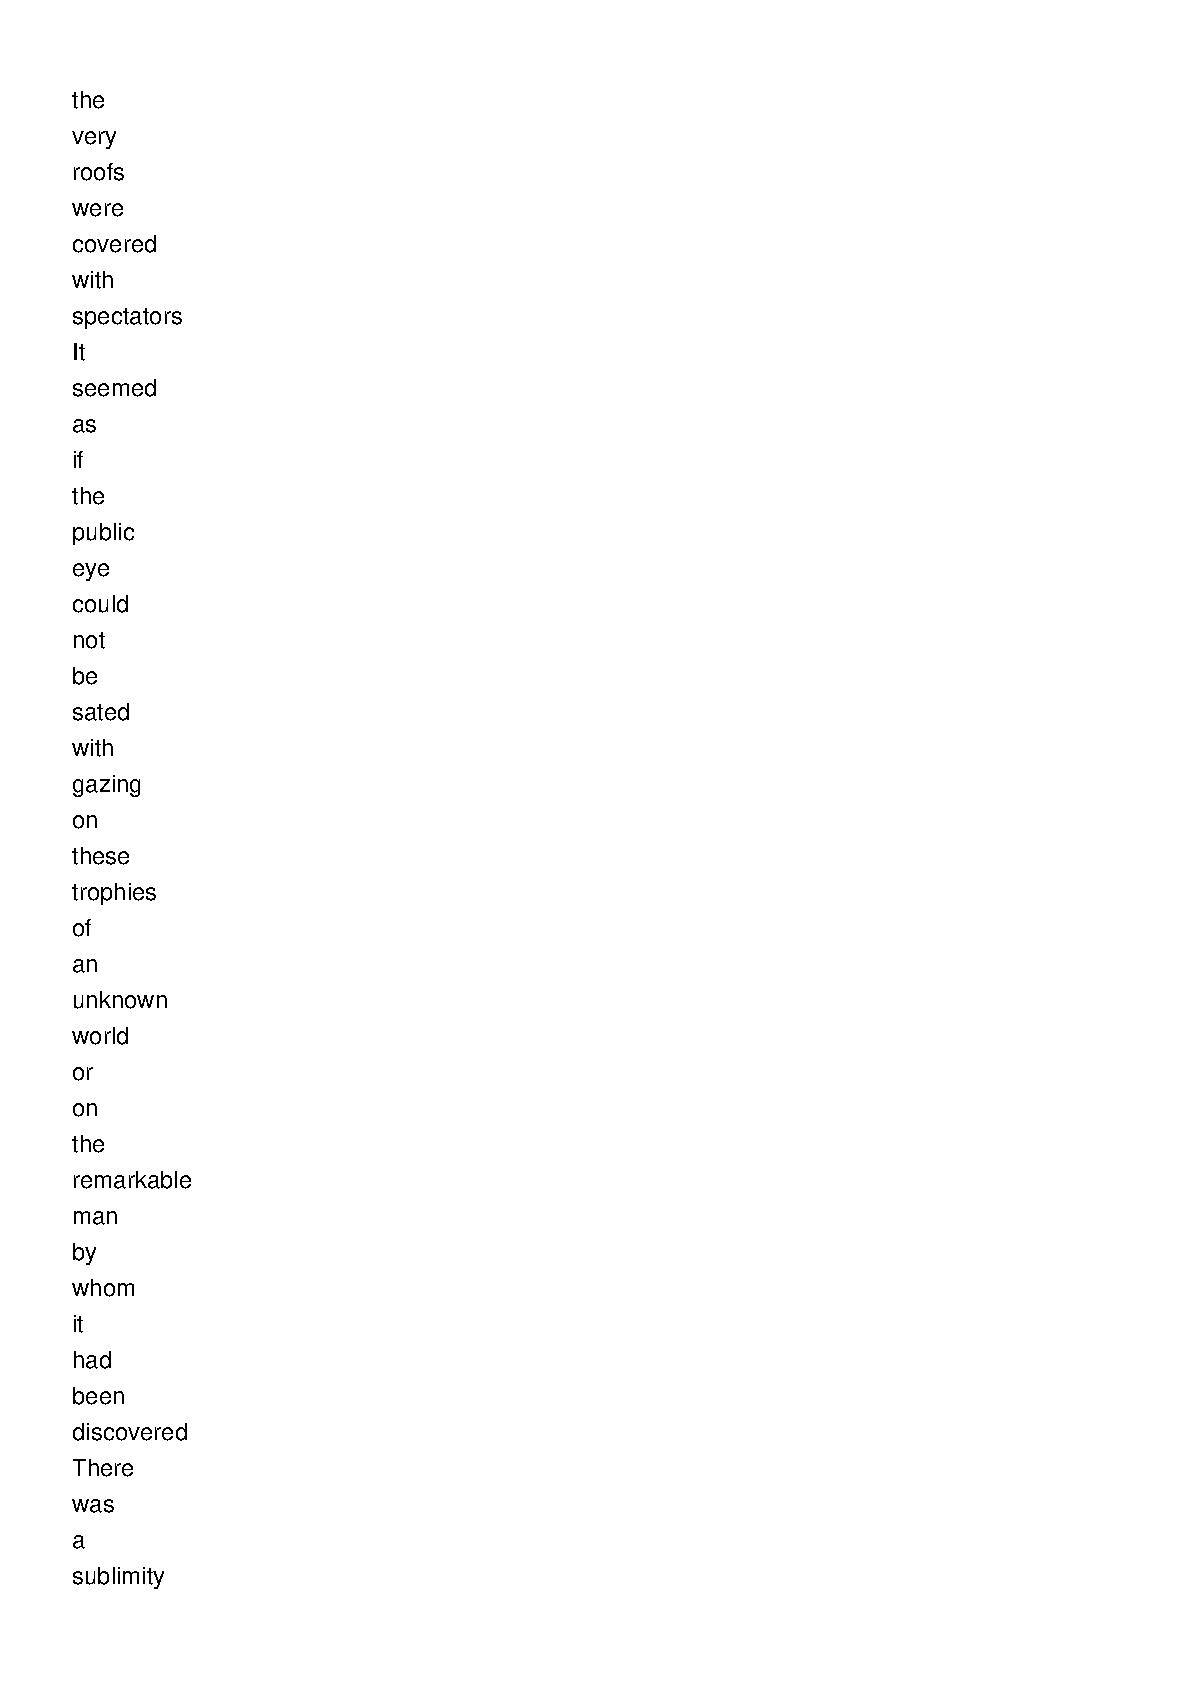 the
very
roofs
were
covered
with
spectators
It
seemed
as
if
the
public
eye
could
not
be
sated
with
gazing
on
these
trophies
of
an
unknown
world
or
on
the
remarkable
man
by
whom
it
had
been
discovered
There
was
a
sublimity